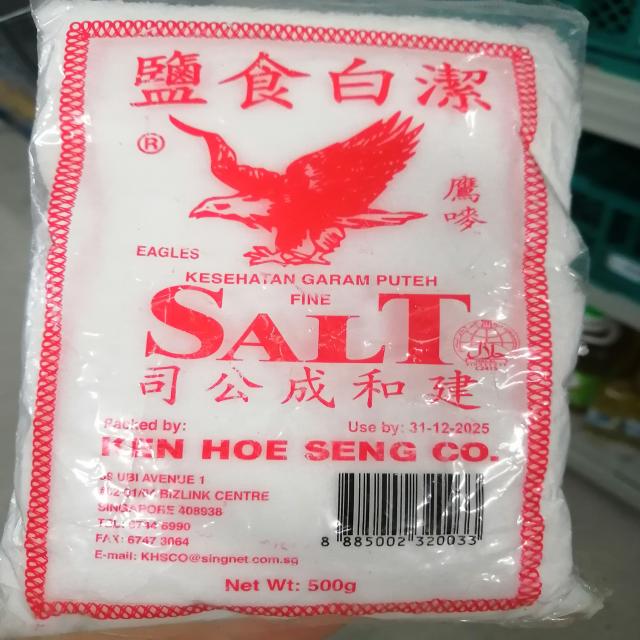 潔白食鹽
®
鷹嘜
EAGLES
KESEHATAN GARAM PUTEH
FINE
SALT
建和成公司
Packed by:
Use by: 31-12-2025
KEN HOE SENG CO.
UBI AVENUE 1
BIZLINK CENTRE
SINGAPORE 408938
TEL: 6990
FAX: 6747 3064
E-mail: KHSCO@singnet.com.sg
8 885002 320033
Net Wt: 500g